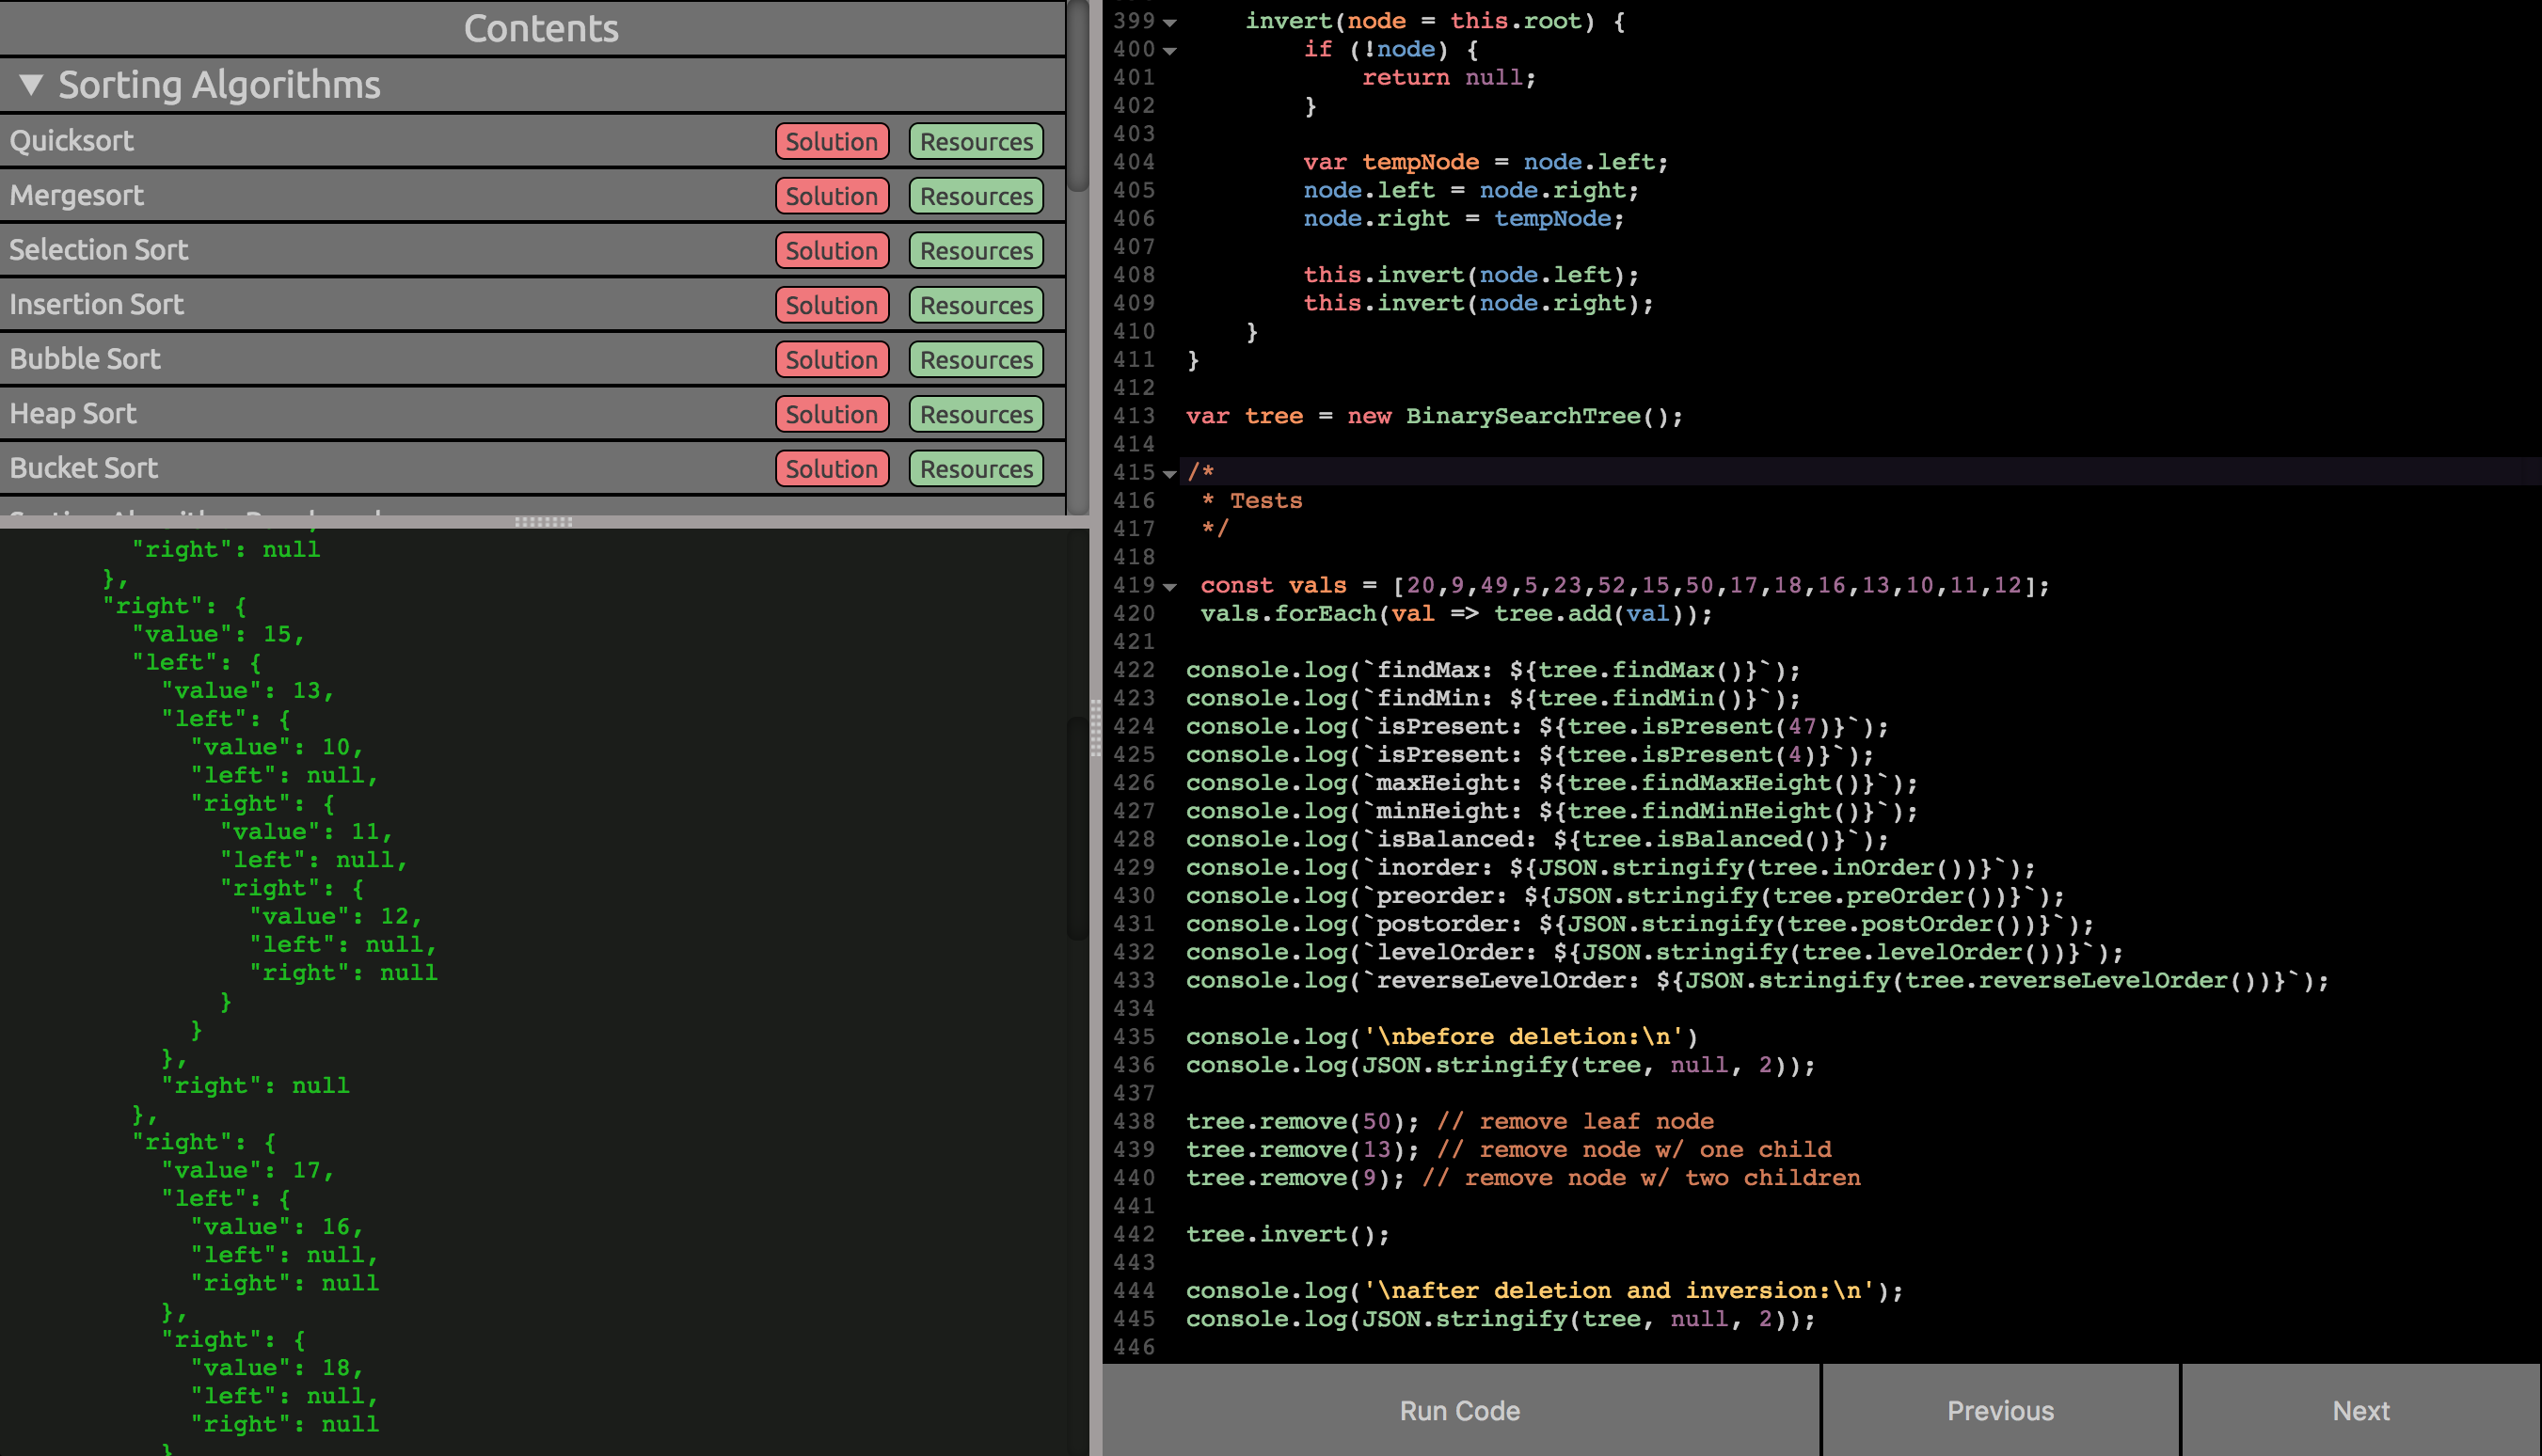 Contents
▼ Sorting Algorithms
Quicksort Solution Resources
Mergesort Solution Resources
Selection Sort Solution Resources
Insertion Sort Solution Resources
Bubble Sort Solution Resources
Heap Sort Solution Resources
Bucket Sort Solution Resources
"right": null
},
"right": {
"value": 15,
"left": {
"value": 13,
"left": {
"value": 10,
"left": null,
"right": {
"value": 11,
"left": null,
"right": {
"value": 12,
"left": null,
"right": null
}
}
},
"right": null
},
"right": {
"value": 17,
"left": {
"value": 16,
"left": null,
"right": null
},
"right": {
"value": 18,
"left": null,
"right": null
}
399 invert(node = this.root) {
400 if (!node) {
401 return null;
402 }
403
404 var tempNode = node.left;
405 node.left = node.right;
406 node.right = tempNode;
407
408 this.invert(node.left);
409 this.invert(node.right);
410 }
411 }
412
413 var tree = new BinarySearchTree();
414
415 /*
416 * Tests
417 */
418
419 const vals = [20,9,49,5,23,52,15,50,17,18,16,13,10,11,12];
420 vals.forEach(val => tree.add(val));
421
422 console.log(`findMax: ${tree.findMax()}`);
423 console.log(`findMin: ${tree.findMin()}`);
424 console.log(`isPresent: ${tree.isPresent(47)}`);
425 console.log(`isPresent: ${tree.isPresent(4)}`);
426 console.log(`maxHeight: ${tree.findMaxHeight()}`);
427 console.log(`minHeight: ${tree.findMinHeight()}`);
428 console.log(`isBalanced: ${tree.isBalanced()}`);
429 console.log(`inorder: ${JSON.stringify(tree.inOrder())}`);
430 console.log(`preorder: ${JSON.stringify(tree.preOrder())}`);
431 console.log(`postorder: ${JSON.stringify(tree.postOrder())}`);
432 console.log(`levelOrder: ${JSON.stringify(tree.levelOrder())}`);
433 console.log(`reverseLevelOrder: ${JSON.stringify(tree.reverseLevelOrder())}`);
434
435 console.log('\nbefore deletion:\n')
436 console.log(JSON.stringify(tree, null, 2));
437
438 tree.remove(50); // remove leaf node
439 tree.remove(13); // remove node w/ one child
440 tree.remove(9); // remove node w/ two children
441
442 tree.invert();
443
444 console.log('\nafter deletion and inversion:\n');
445 console.log(JSON.stringify(tree, null, 2));
446
Run Code Previous Next